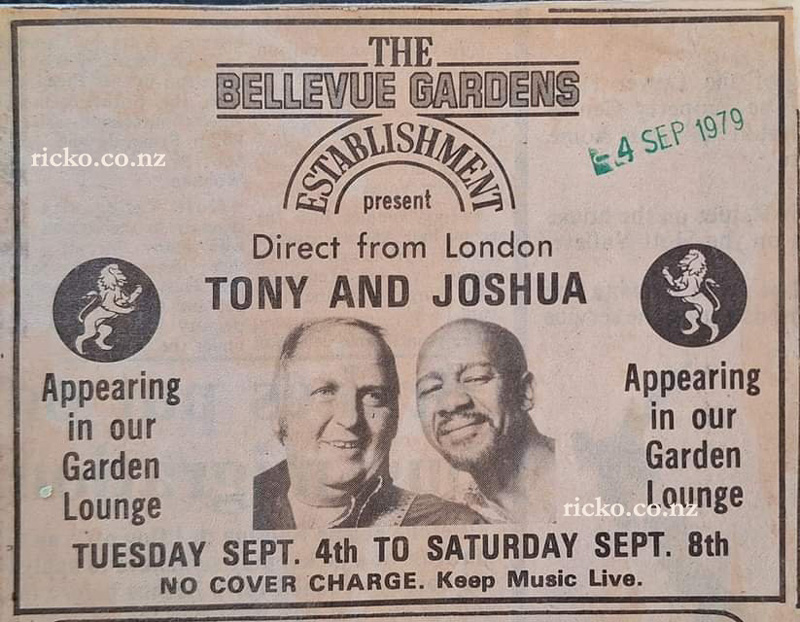 THE
BELLEVUE GARDENS
ESTABLISHMENT
present
4 SEP 1979
ricko.co.nz
Direct from London
TONY AND JOSHUA
Appearing
in our
Garden
Lounge
Appearing
in our
Garden
Lounge
ricko.co.nz
TUESDAY SEPT. 4th TO SATURDAY SEPT. 8th
NO COVER CHARGE. Keep Music Live.